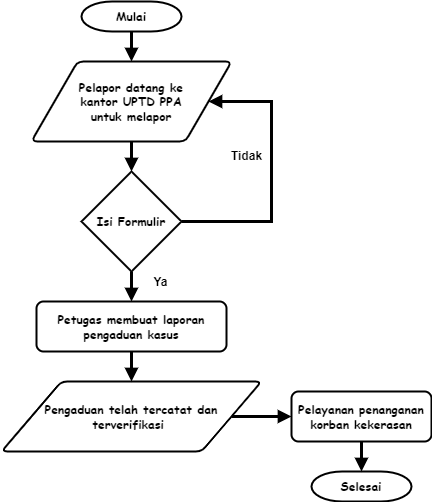 Mulai
Pelapor datang ke
kantor UPTD PPA
untuk melapor
Tidak
Isi Formulir
Ya
Petugas membuat laporan
pengaduan kasus
Pengaduan telah tercatat dan
terverifikasi
Pelayanan penanganan
korban kekerasan
Selesai